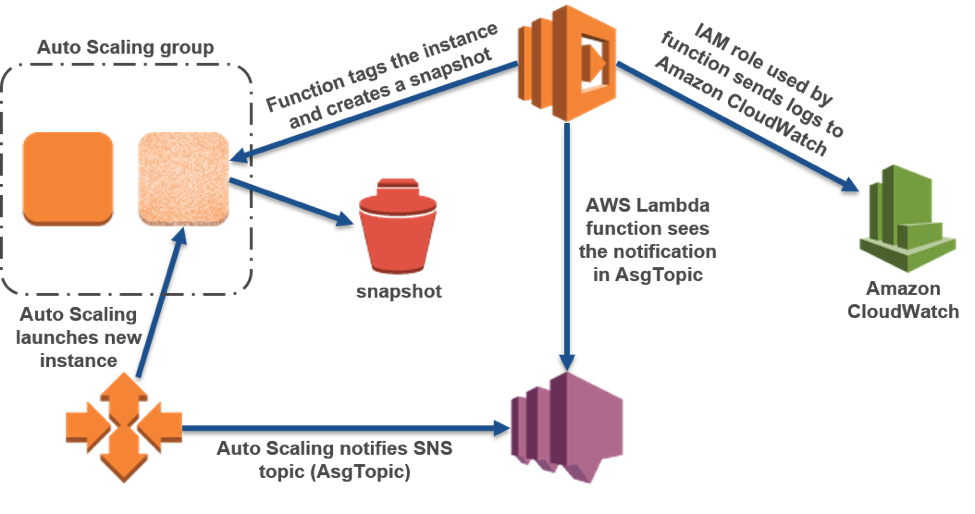 Auto Scaling group
Function tags the instance
and creates a snapshot
IAM role used by
function sends logs to
Amazon CloudWatch
AWS Lambda
function sees
the notification
in AsgTopic
snapshot
Amazon
CloudWatch
Auto Scaling
launches new
instance
Auto Scaling notifies SNS
topic (AsgTopic)